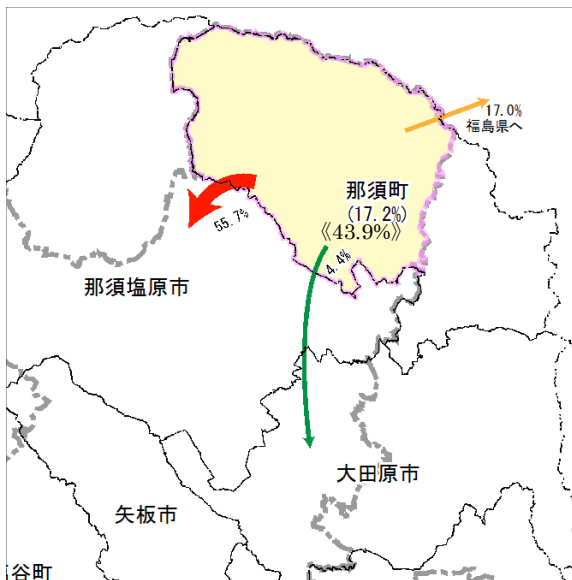 17.0%
福島県へ
那須町
(17.2%)
《43.9%》
55.7%
4.4%
那須塩原市
大田原市
矢板市
谷町